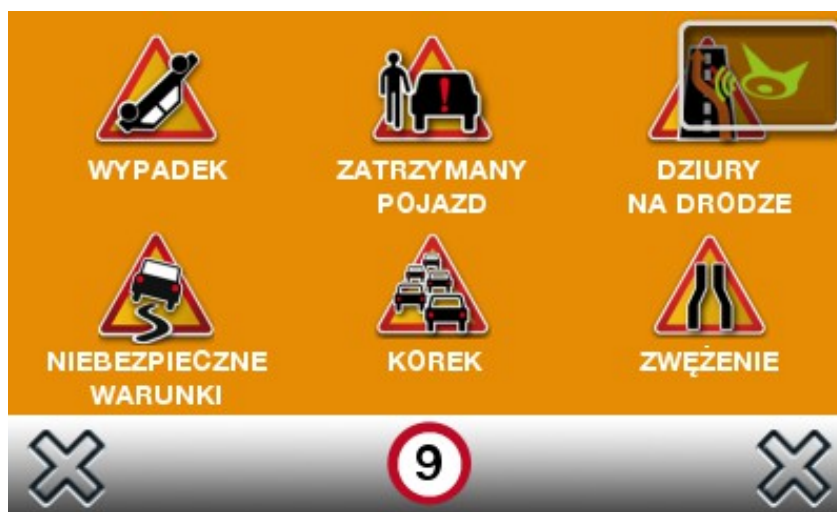 WYPADEK
ZATRZYMANY
POJAZD
DZIURY
NA DRODZE
NIEBEZPIECZNE
WARUNKI
KOREK
ZWĘŻENIE
9